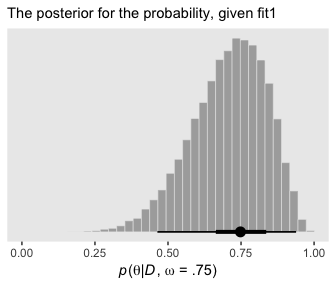 The posterior for the probability, given fit1
0.00 0.25 0.50 0.75 1.00
p(θ|D, ω = .75)